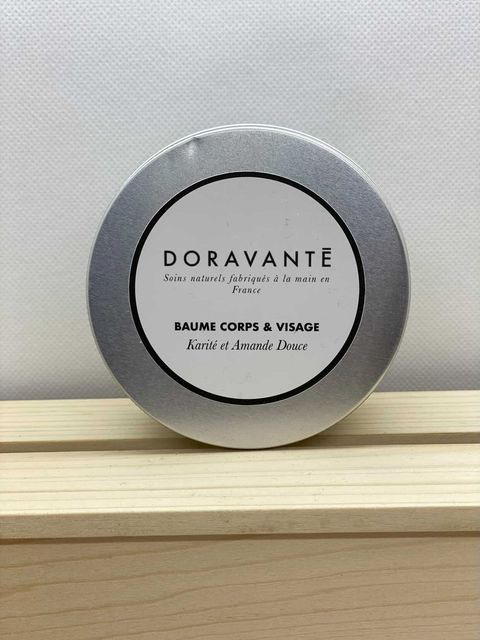 DORAVANTĒ
Soins naturels fabriqués à la main en
France
BAUME CORPS & VISAGE
Karité et Amande Douce